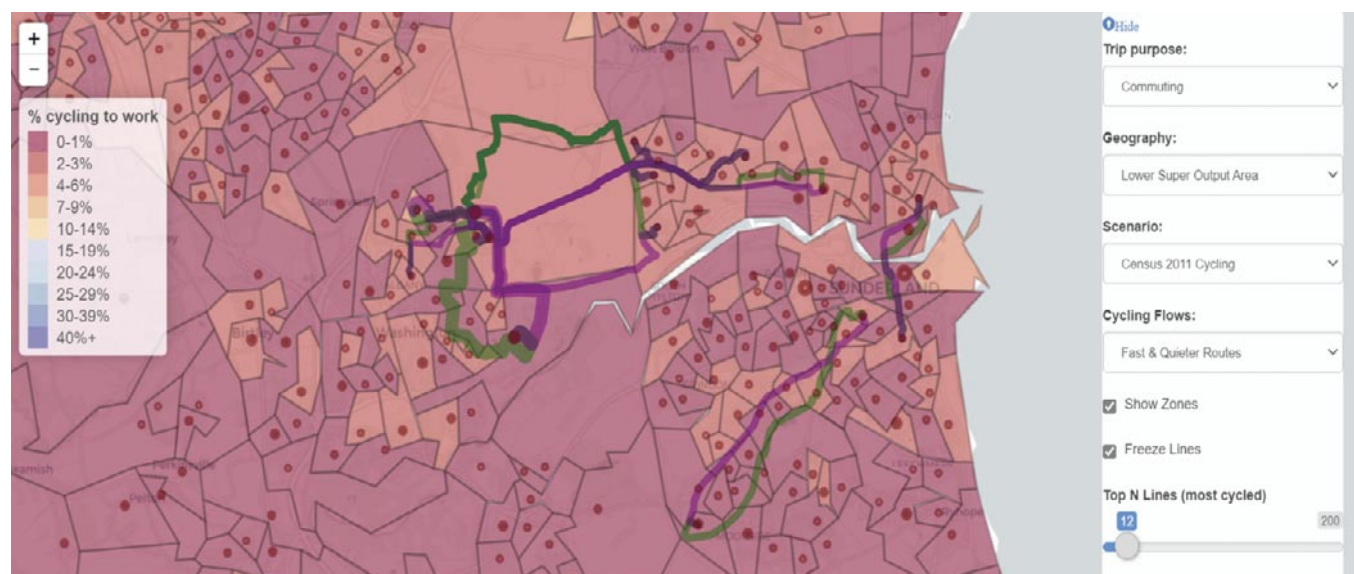 +
−
% cycling to work
0-1%
2-3%
4-6%
7-9%
10-14%
15-19%
20-24%
25-29%
30-39%
40%+
Birtley
Washington
SUNDERLAND
Hide
Trip purpose:
Commuting
Geography:
Lower Super Output Area
Scenario:
Census 2011 Cycling
Cycling Flows:
Fast & Quieter Routes
Show Zones
Freeze Lines
Top N Lines (most cycled)
12
200